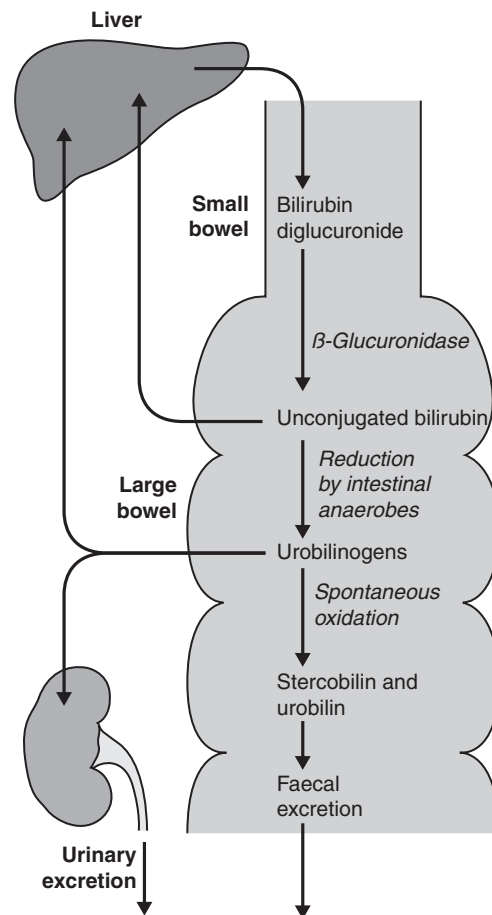 Liver
Small
bowel
Bilirubin
diglucuronide
ß-Glucuronidase
Unconjugated bilirubin
Reduction
by intestinal
anaerobes
Large
bowel
Urobilinogens
Spontaneous
oxidation
Stercobilin and
urobilin
Faecal
excretion
Urinary
excretion